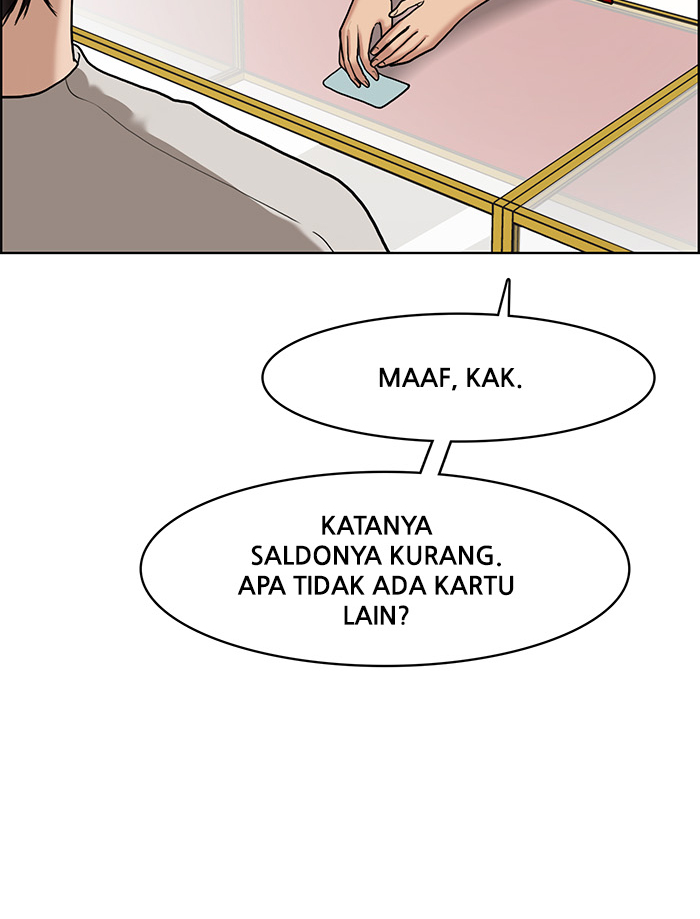 MAAF, KAK.
KATANYA
SALDONYA KURANG.
APA TIDAK ADA KARTU
LAIN?